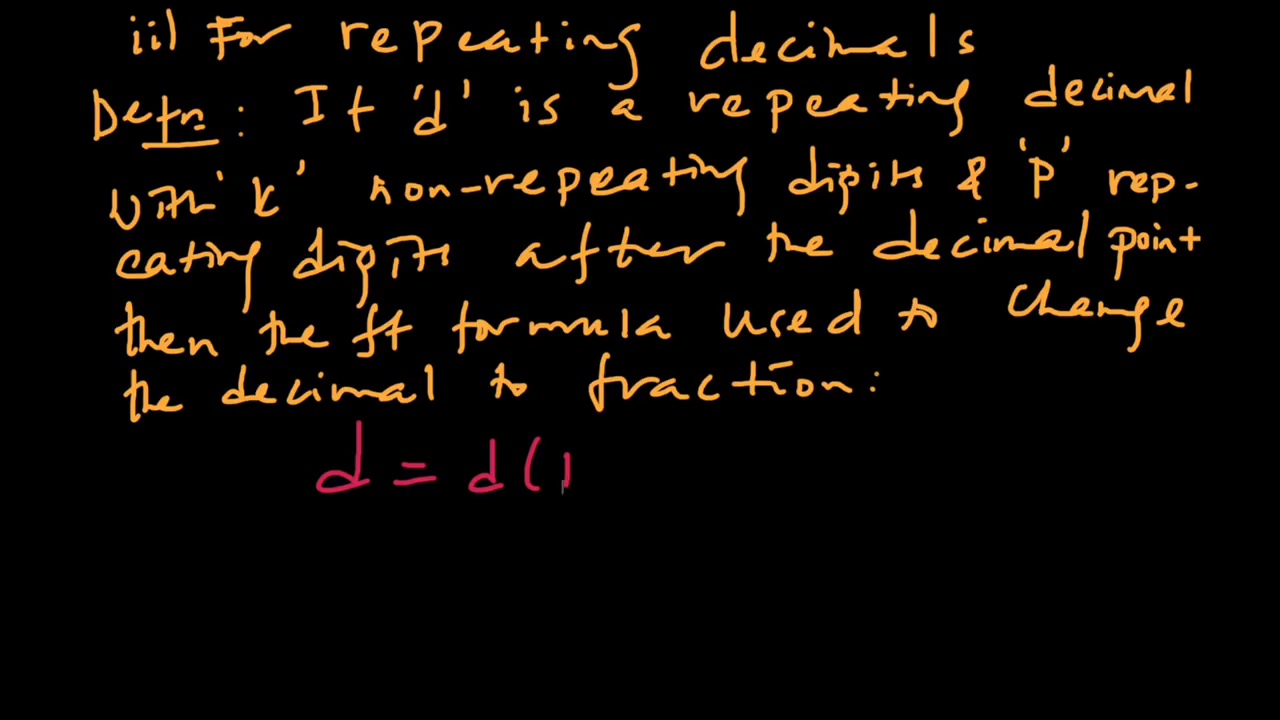 ii) For repeating decimals
Defn: If 'd' is a repeating decimal
with 'k' non-repeating digits & 'P' rep-
eating digits after the decimal point
then the ff formula used to change
the decimal to fraction:
d = d (1